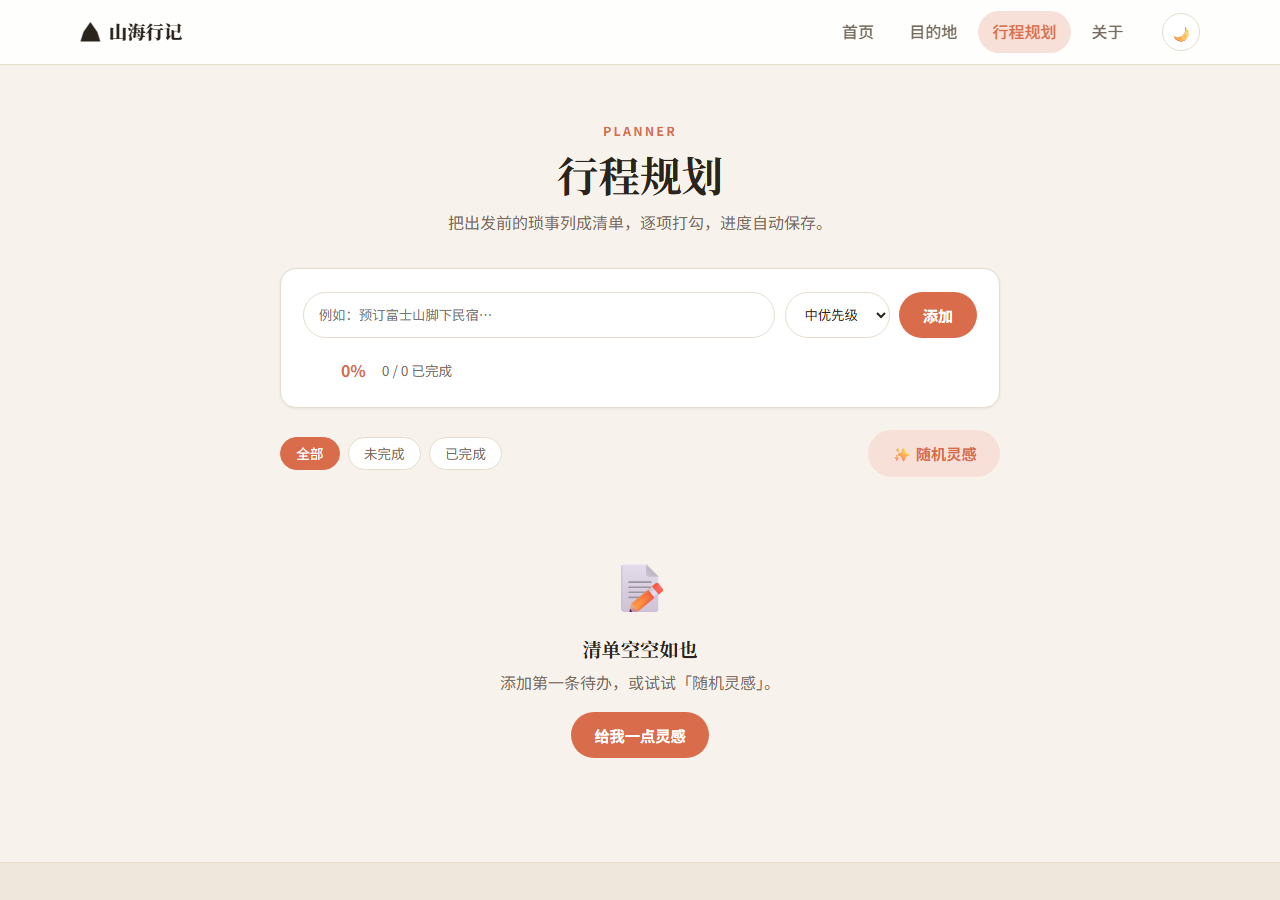 山海行记
首页 目的地 行程规划 关于
PLANNER
行程规划
把出发前的琐事列成清单，逐项打勾，进度自动保存。
例如：预订富士山脚下民宿…
中优先级
添加
0% 0 / 0 已完成
全部 未完成 已完成
✨ 随机灵感
清单空空如也
添加第一条待办，或试试「随机灵感」。
给我一点灵感